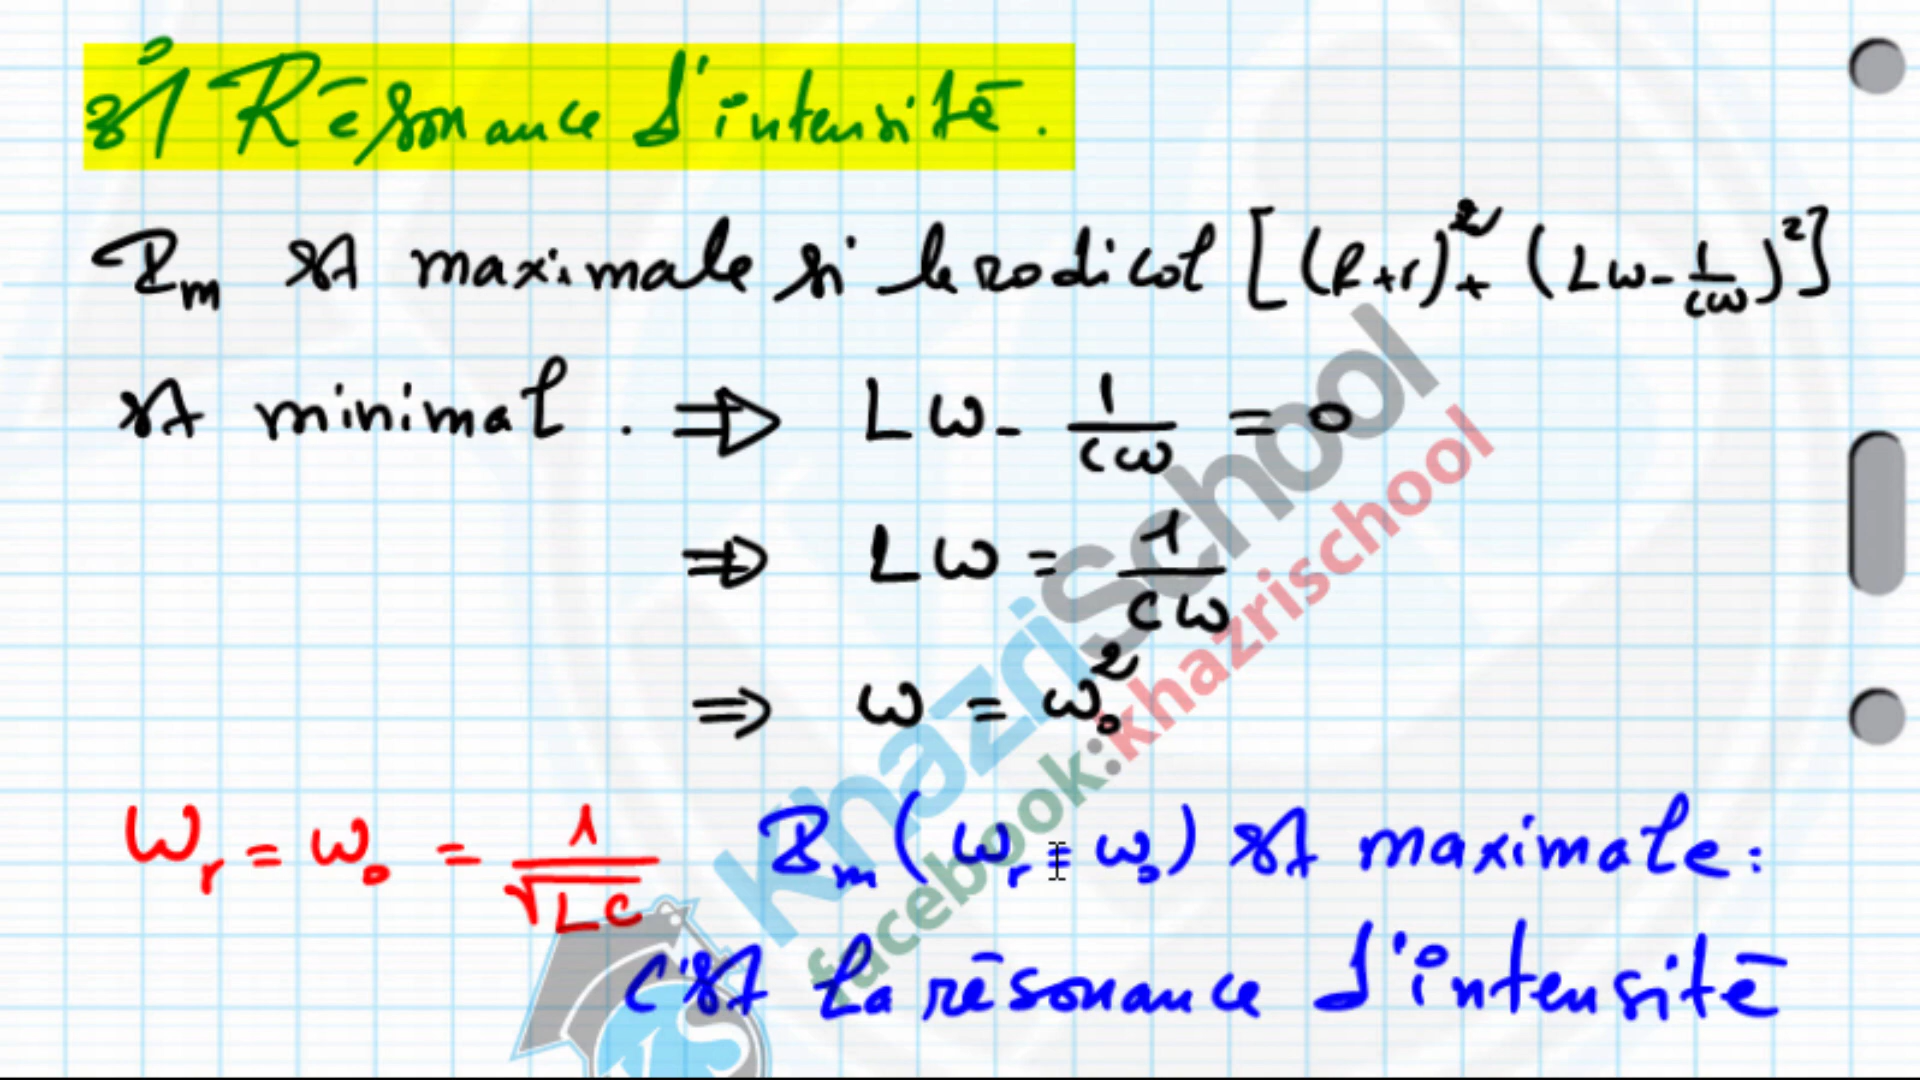 3°/ Résonance d'intensité.
Im est maximale si le radical [(R+r)² + (Lω - 1/cω)²]
est minimal. ⇒ Lω - 1/cω = 0
⇒ Lω = 1/cω
⇒ ω = ω₀²
ωr = ω₀ = 1/√LC Im (ωr = ω₀) est maximale :
c'est la résonance d'intensité
KhazriSchool
facebook:khazrischool
KS